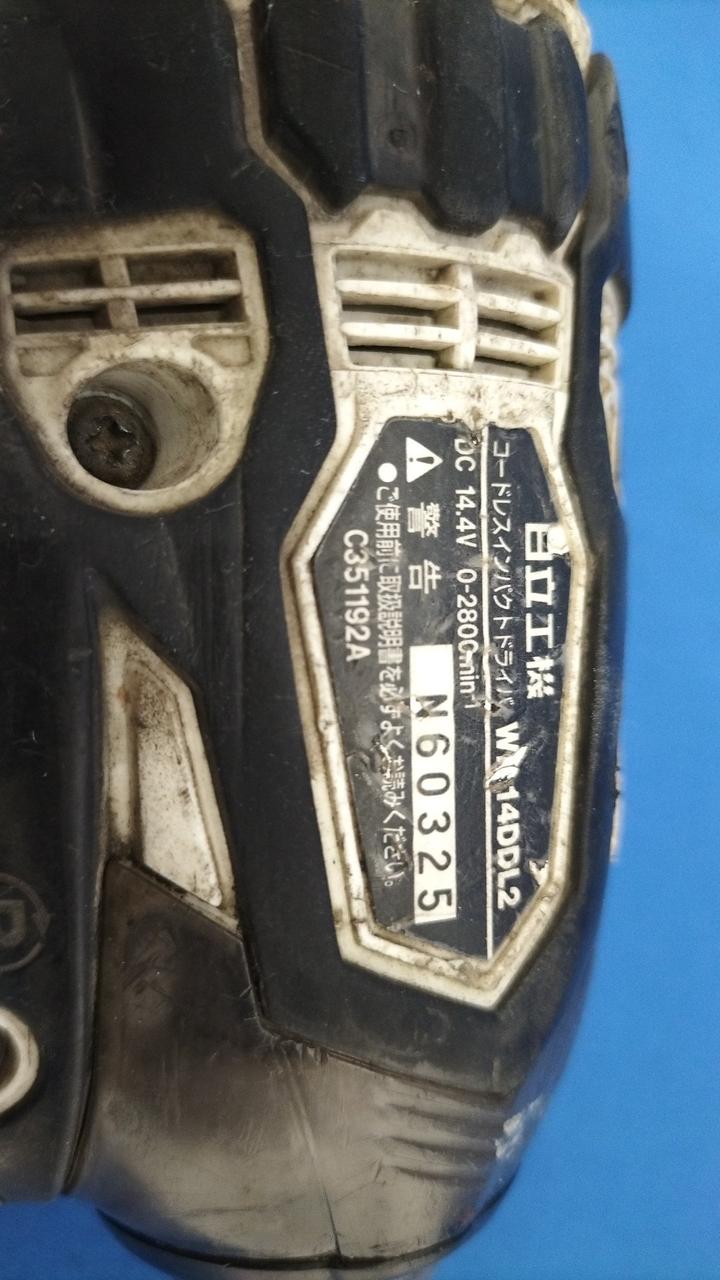 日立工機
コードレスインパクトドライバ
14DDL2
DC 14.4V 0-2800min-1
N60325
警告
●ご使用前に取扱説明書を必ずよくお読みください。
C351192A